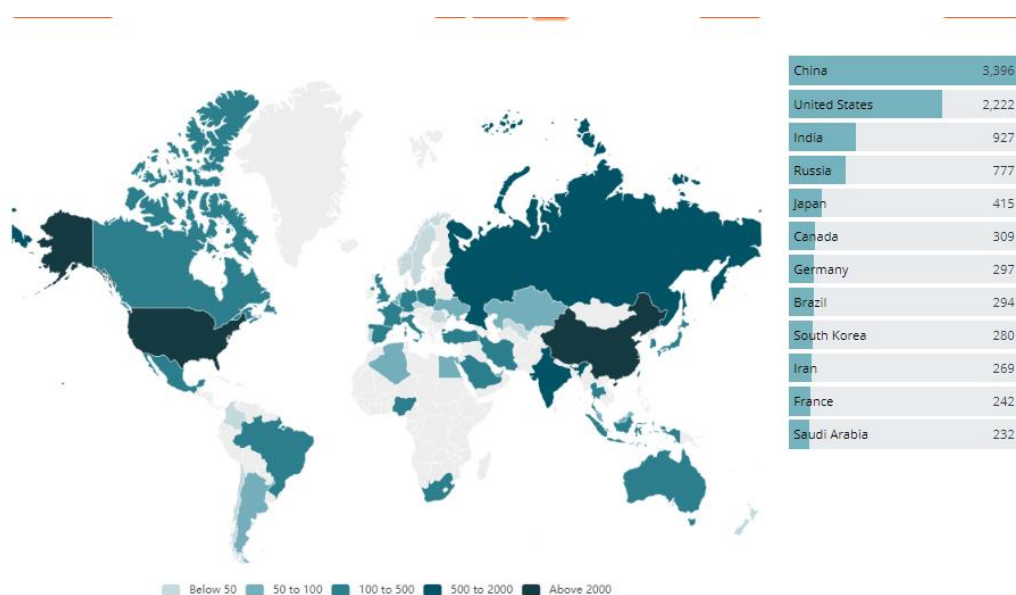 China 3,396
United States 2,222
India 927
Russia 777
Japan 415
Canada 309
Germany 297
Brazil 294
South Korea 280
Iran 269
France 242
Saudi Arabia 232
Below 50 50 to 100 100 to 500 500 to 2000 Above 2000